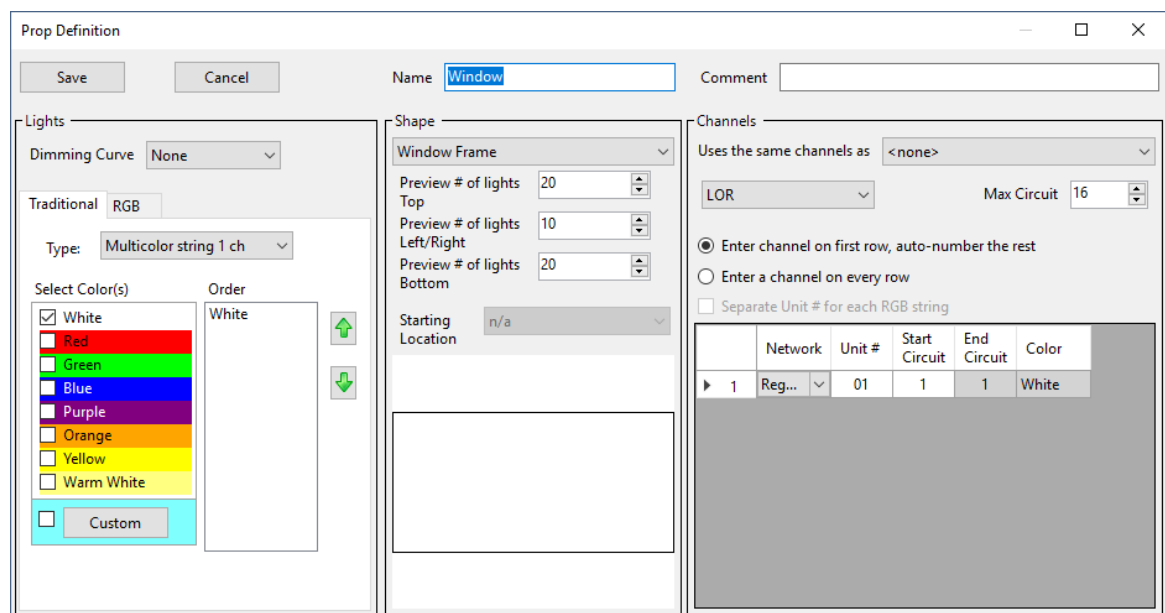 Prop Definition
Save
Cancel
Name
Window
Comment
Lights
Dimming Curve
None
Traditional
RGB
Type:
Multicolor string 1 ch
Select Color(s)
Order
White
Red
Green
Blue
Purple
Orange
Yellow
Warm White
Custom
White
Shape
Window Frame
Preview # of lights
Top
20
Preview # of lights
Left/Right
10
Preview # of lights
Bottom
20
Starting
Location
n/a
Channels
Uses the same channels as
<none>
LOR
Max Circuit
16
Enter channel on first row, auto-number the rest
Enter a channel on every row
Separate Unit # for each RGB string
Network Unit # Start Circuit End Circuit Color
1 Reg... 01 1 1 White